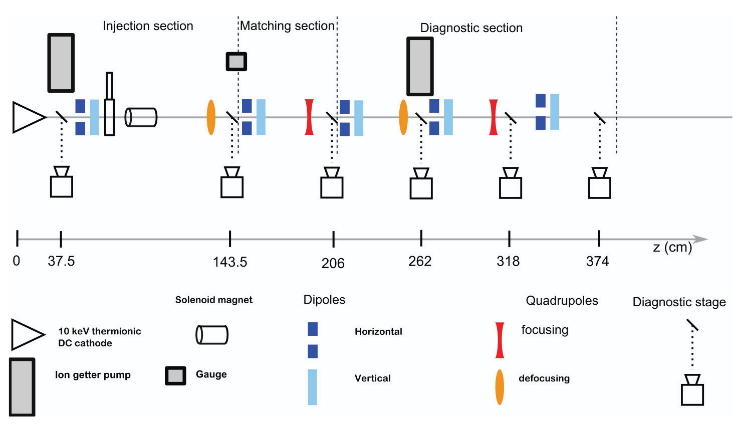 Injection section
Matching section
Diagnostic section
z (cm)
0
37.5
143.5
206
262
318
374
Solenoid magnet
Dipoles
Quadrupoles
Diagnostic stage
10 keV thermionic
DC cathode
Horizontal
focusing
Ion getter pump
Gauge
Vertical
defocusing